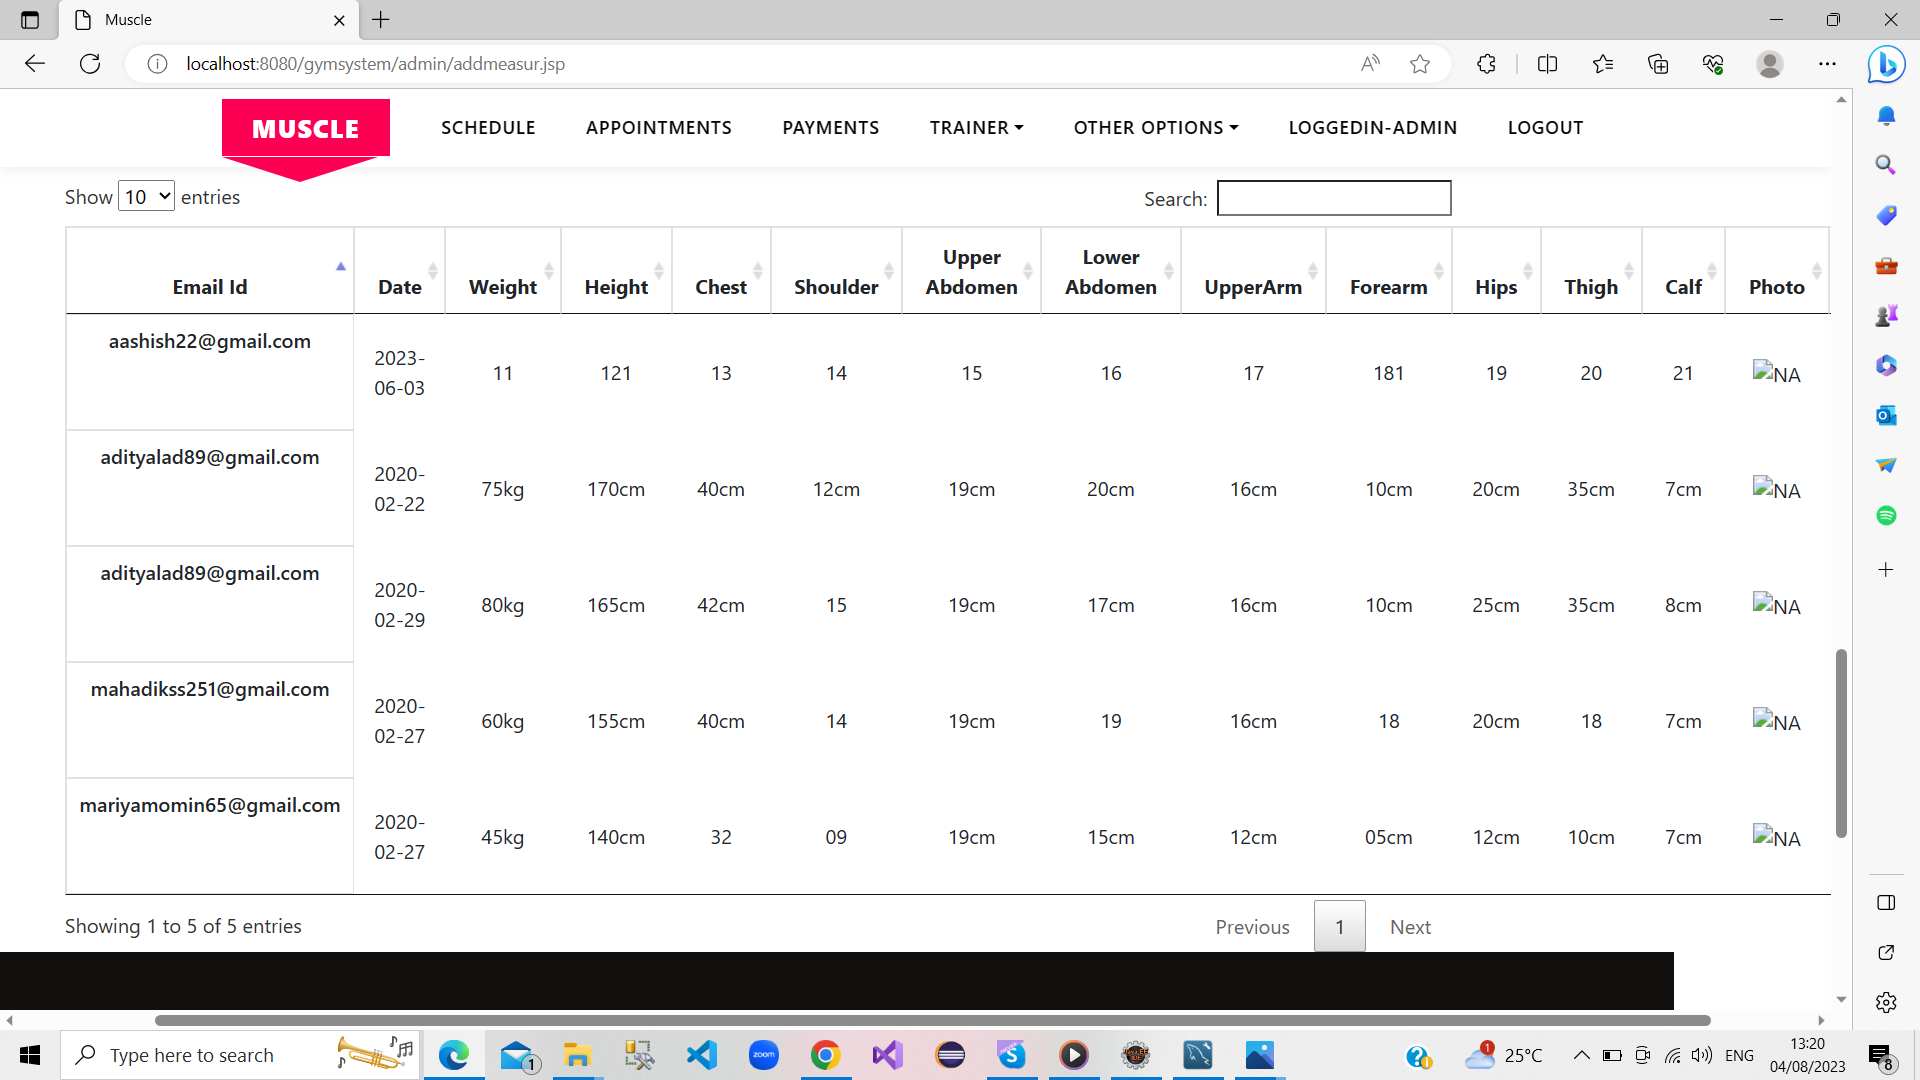 Muscle
localhost:8080/gymsystem/admin/addmeasur.jsp
MUSCLE SCHEDULE APPOINTMENTS PAYMENTS TRAINER OTHER OPTIONS LOGGEDIN-ADMIN LOGOUT
Show 10 entries Search:
Email Id Date Weight Height Chest Shoulder Upper Abdomen Lower Abdomen UpperArm Forearm Hips Thigh Calf Photo
aashish22@gmail.com 2023-06-03 11 121 13 14 15 16 17 181 19 20 21 NA
adityalad89@gmail.com 2020-02-22 75kg 170cm 40cm 12cm 19cm 20cm 16cm 10cm 20cm 35cm 7cm NA
adityalad89@gmail.com 2020-02-29 80kg 165cm 42cm 15 19cm 17cm 16cm 10cm 25cm 35cm 8cm NA
mahadikss251@gmail.com 2020-02-27 60kg 155cm 40cm 14 19cm 19 16cm 18 20cm 18 7cm NA
mariyamomin65@gmail.com 2020-02-27 45kg 140cm 32 09 19cm 15cm 12cm 05cm 12cm 10cm 7cm NA
Showing 1 to 5 of 5 entries Previous 1 Next
Type here to search 1 zoom 1 25°C ENG 13:20
04/08/2023 8